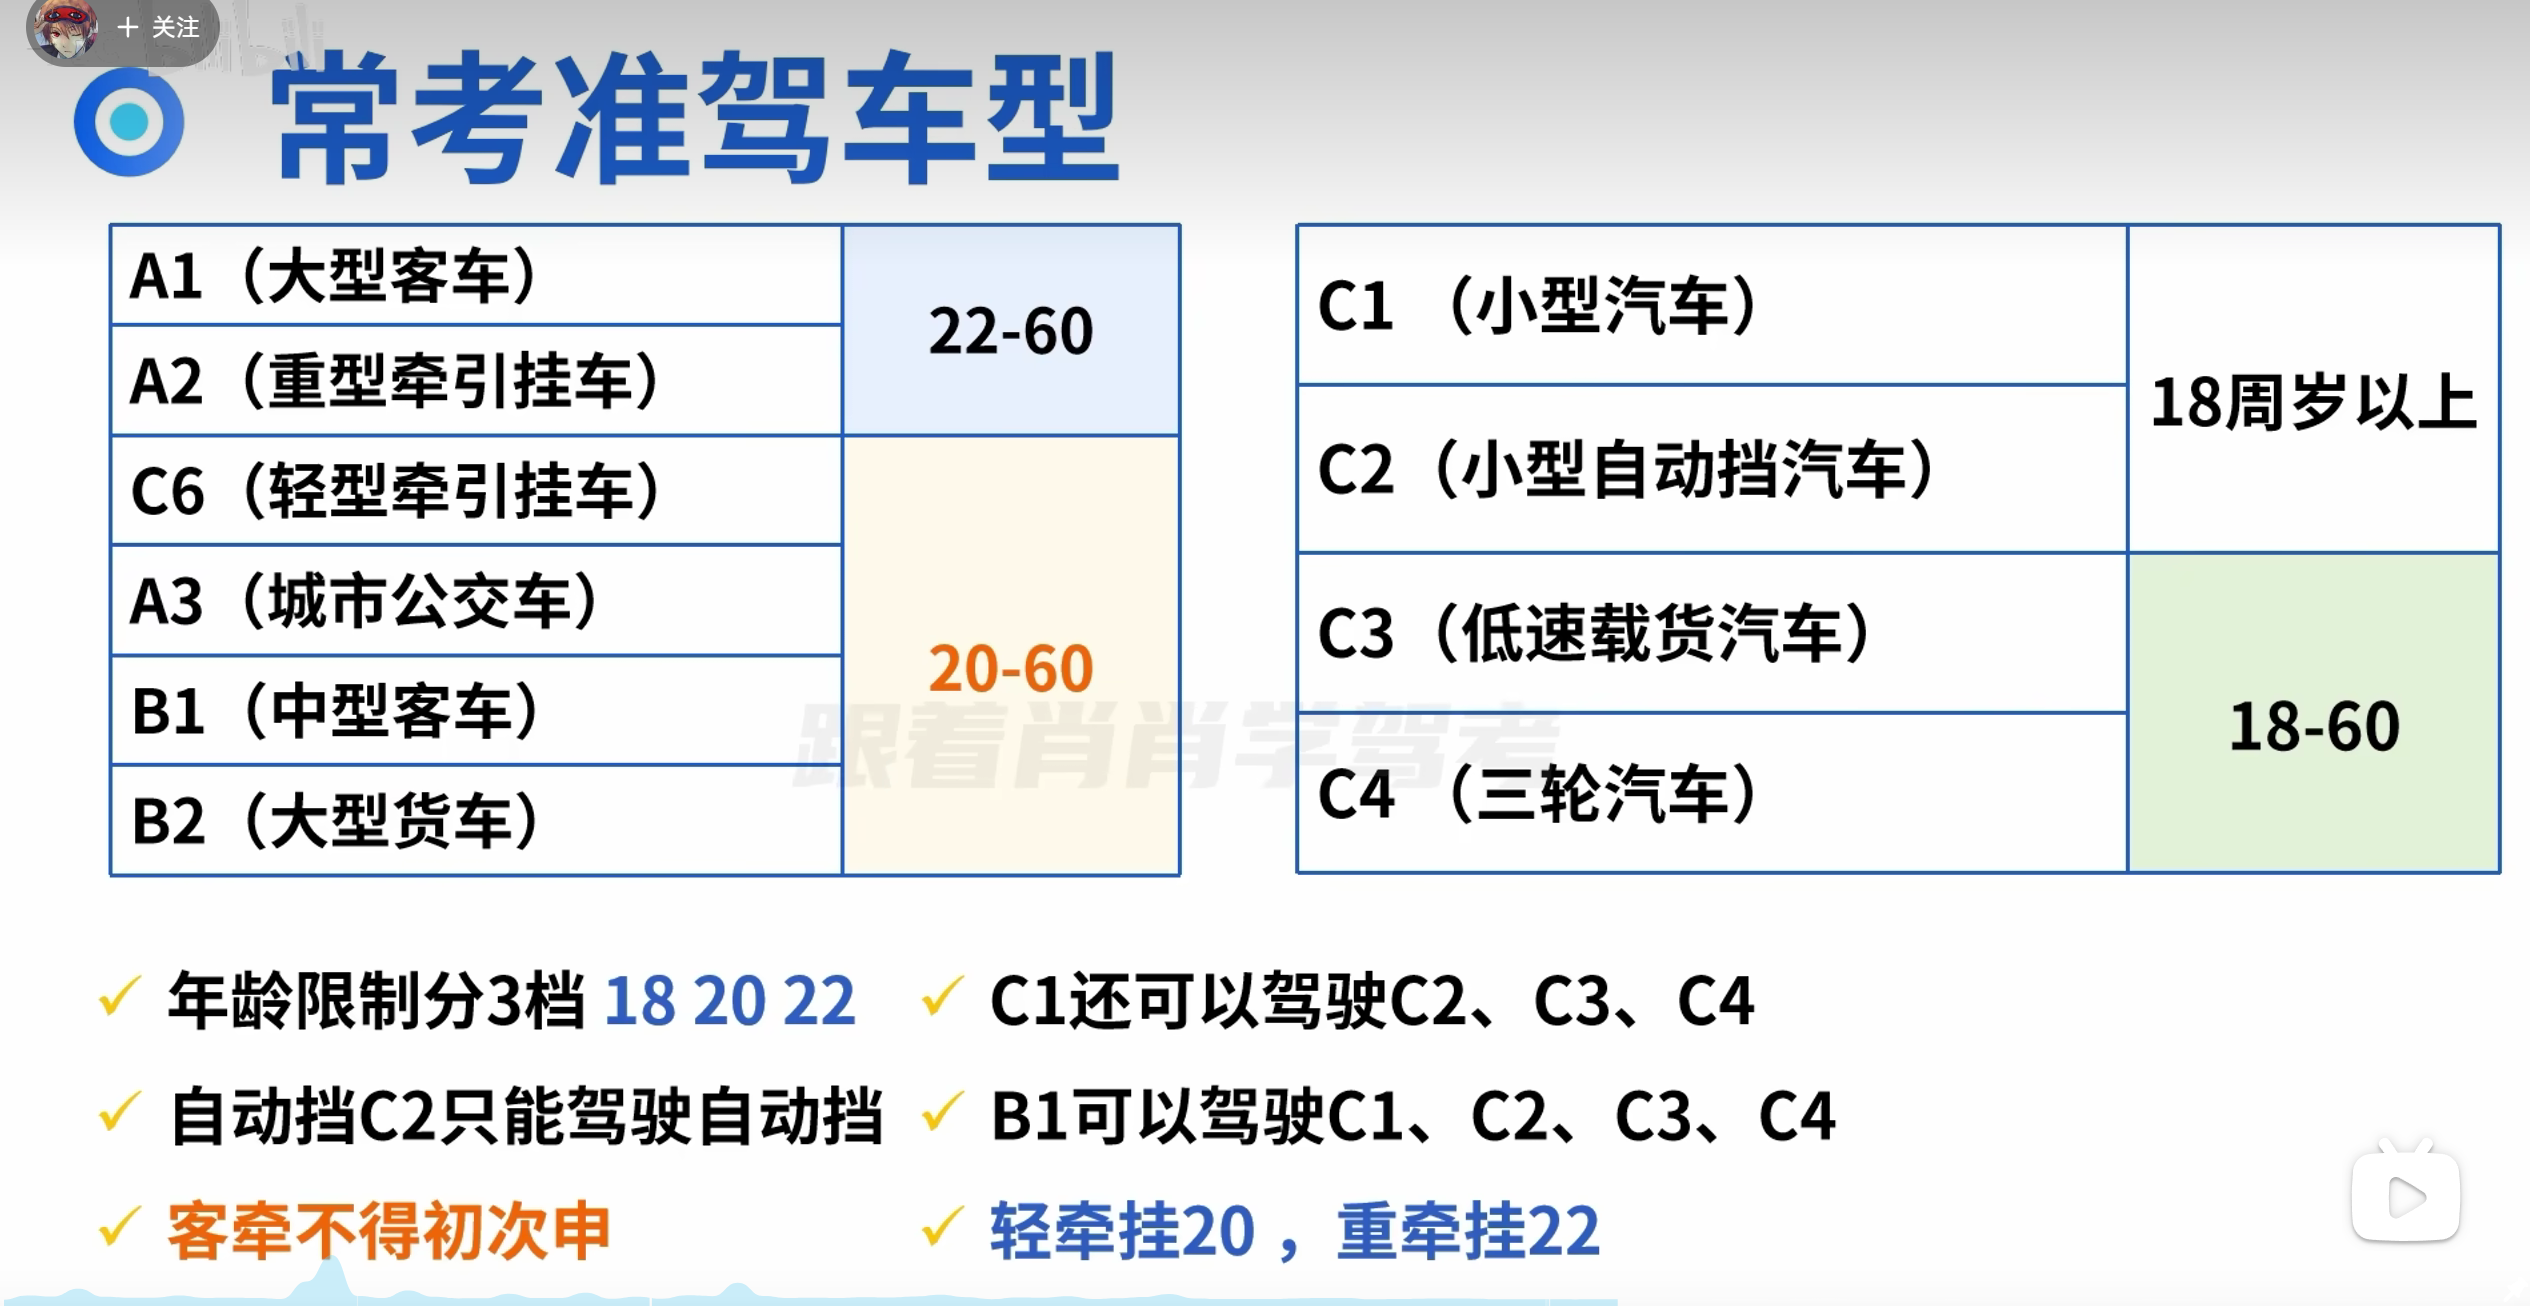 + 关注
bilibili
常考准驾车型
A1（大型客车）
22-60
A2（重型牵引挂车）
C6（轻型牵引挂车）
A3（城市公交车）
20-60
B1（中型客车）
B2（大型货车）
C1（小型汽车）
18周岁以上
C2（小型自动挡汽车）
C3（低速载货汽车）
18-60
C4（三轮汽车）
跟着肖肖学驾考
年龄限制分3档 18 20 22
C1还可以驾驶C2、C3、C4
自动挡C2只能驾驶自动挡
B1可以驾驶C1、C2、C3、C4
客牵不得初次申
轻牵挂20，重牵挂22